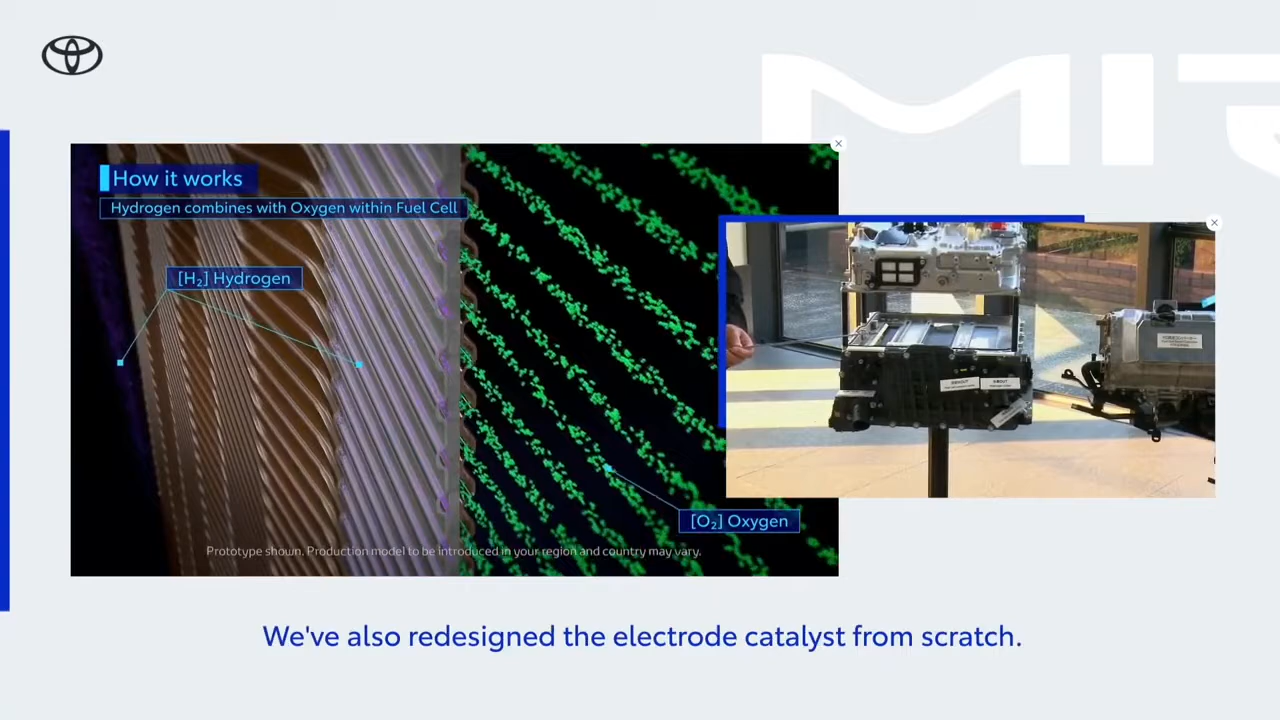 MIR
How it works
Hydrogen combines with Oxygen within Fuel Cell
[H₂] Hydrogen
[O₂] Oxygen
Prototype shown. Production model to be introduced in your region and country may vary.
We've also redesigned the electrode catalyst from scratch.